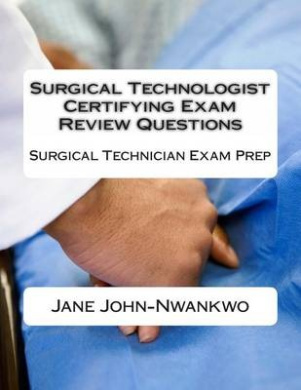 Surgical Technologist
Certifying Exam
Review Questions
Surgical Technician Exam Prep
Jane John-Nwankwo